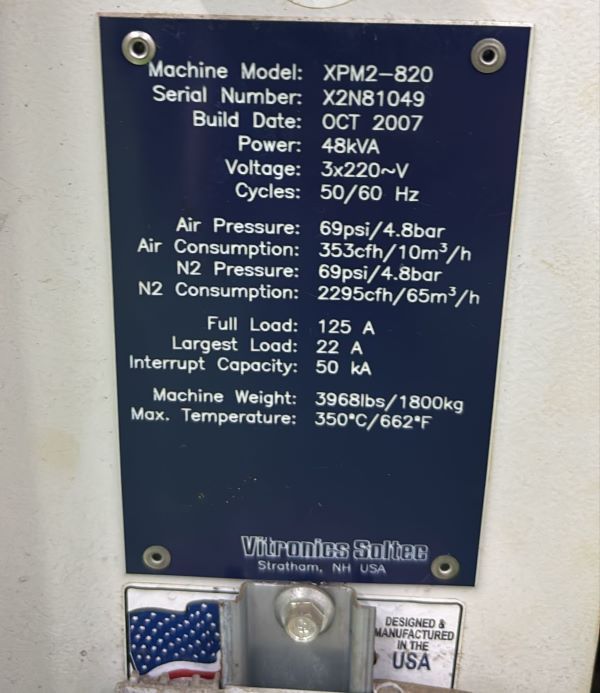 Machine Model: XPM2-820
Serial Number: X2N81049
Build Date: OCT 2007
Power: 48kVA
Voltage: 3x220~V
Cycles: 50/60 Hz
Air Pressure: 69psi/4.8bar
Air Consumption: 353cfh/10m³/h
N2 Pressure: 69psi/4.8bar
N2 Consumption: 2295cfh/65m³/h
Full Load: 125 A
Largest Load: 22 A
Interrupt Capacity: 50 kA
Machine Weight: 3968lbs/1800kg
Max. Temperature: 350°C/662°F
Vitronics Soltec
Stratham, NH USA
DESIGNED &
MANUFACTURED
IN THE
USA